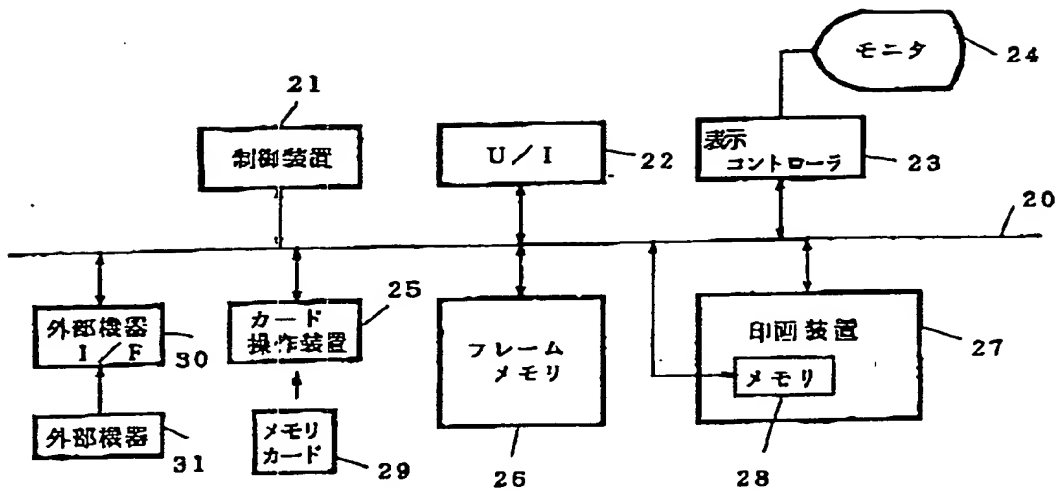 モニタ
24
21
制御装置
U/I
22
表示
コントローラ
23
20
外部機器
I F
30
カード
操作装置
25
フレーム
メモリ
印画装置
27
メモリ
外部機器
31
メモリ
カード
29
26
28